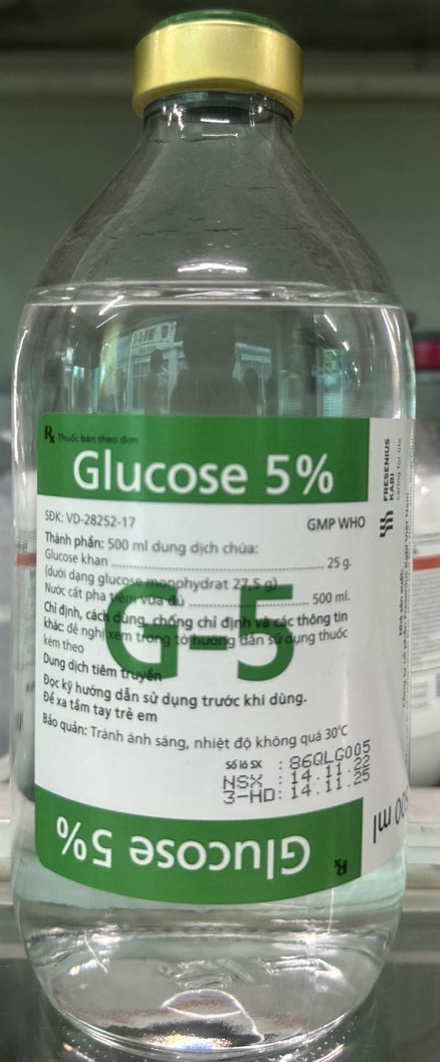 Rx Thuốc bán theo đơn
Glucose 5%
SĐK: VD-28252-17
GMP WHO
Thành phần: 500 ml dung dịch chứa:
Glucose khan ........................ 25 g.
(dưới dạng glucose monohydrat 27,5 g)
Nước cất pha tiêm vừa đủ ........................ 500 ml.
Chỉ định, cách dùng, chống chỉ định và các thông tin
khác: đề nghị xem trong tờ hướng dẫn sử dụng thuốc
kèm theo
G-5
Dung dịch tiêm truyền
Đọc kỹ hướng dẫn sử dụng trước khi dùng.
Để xa tầm tay trẻ em
Bảo quản: Tránh ánh sáng, nhiệt độ không quá 30°C
Số lô SX : 86QLG005
NSX : 14.11.22
3-HD: 14.11.25
Rx
Glucose 5%
FRESENIUS
KABI
caring for life